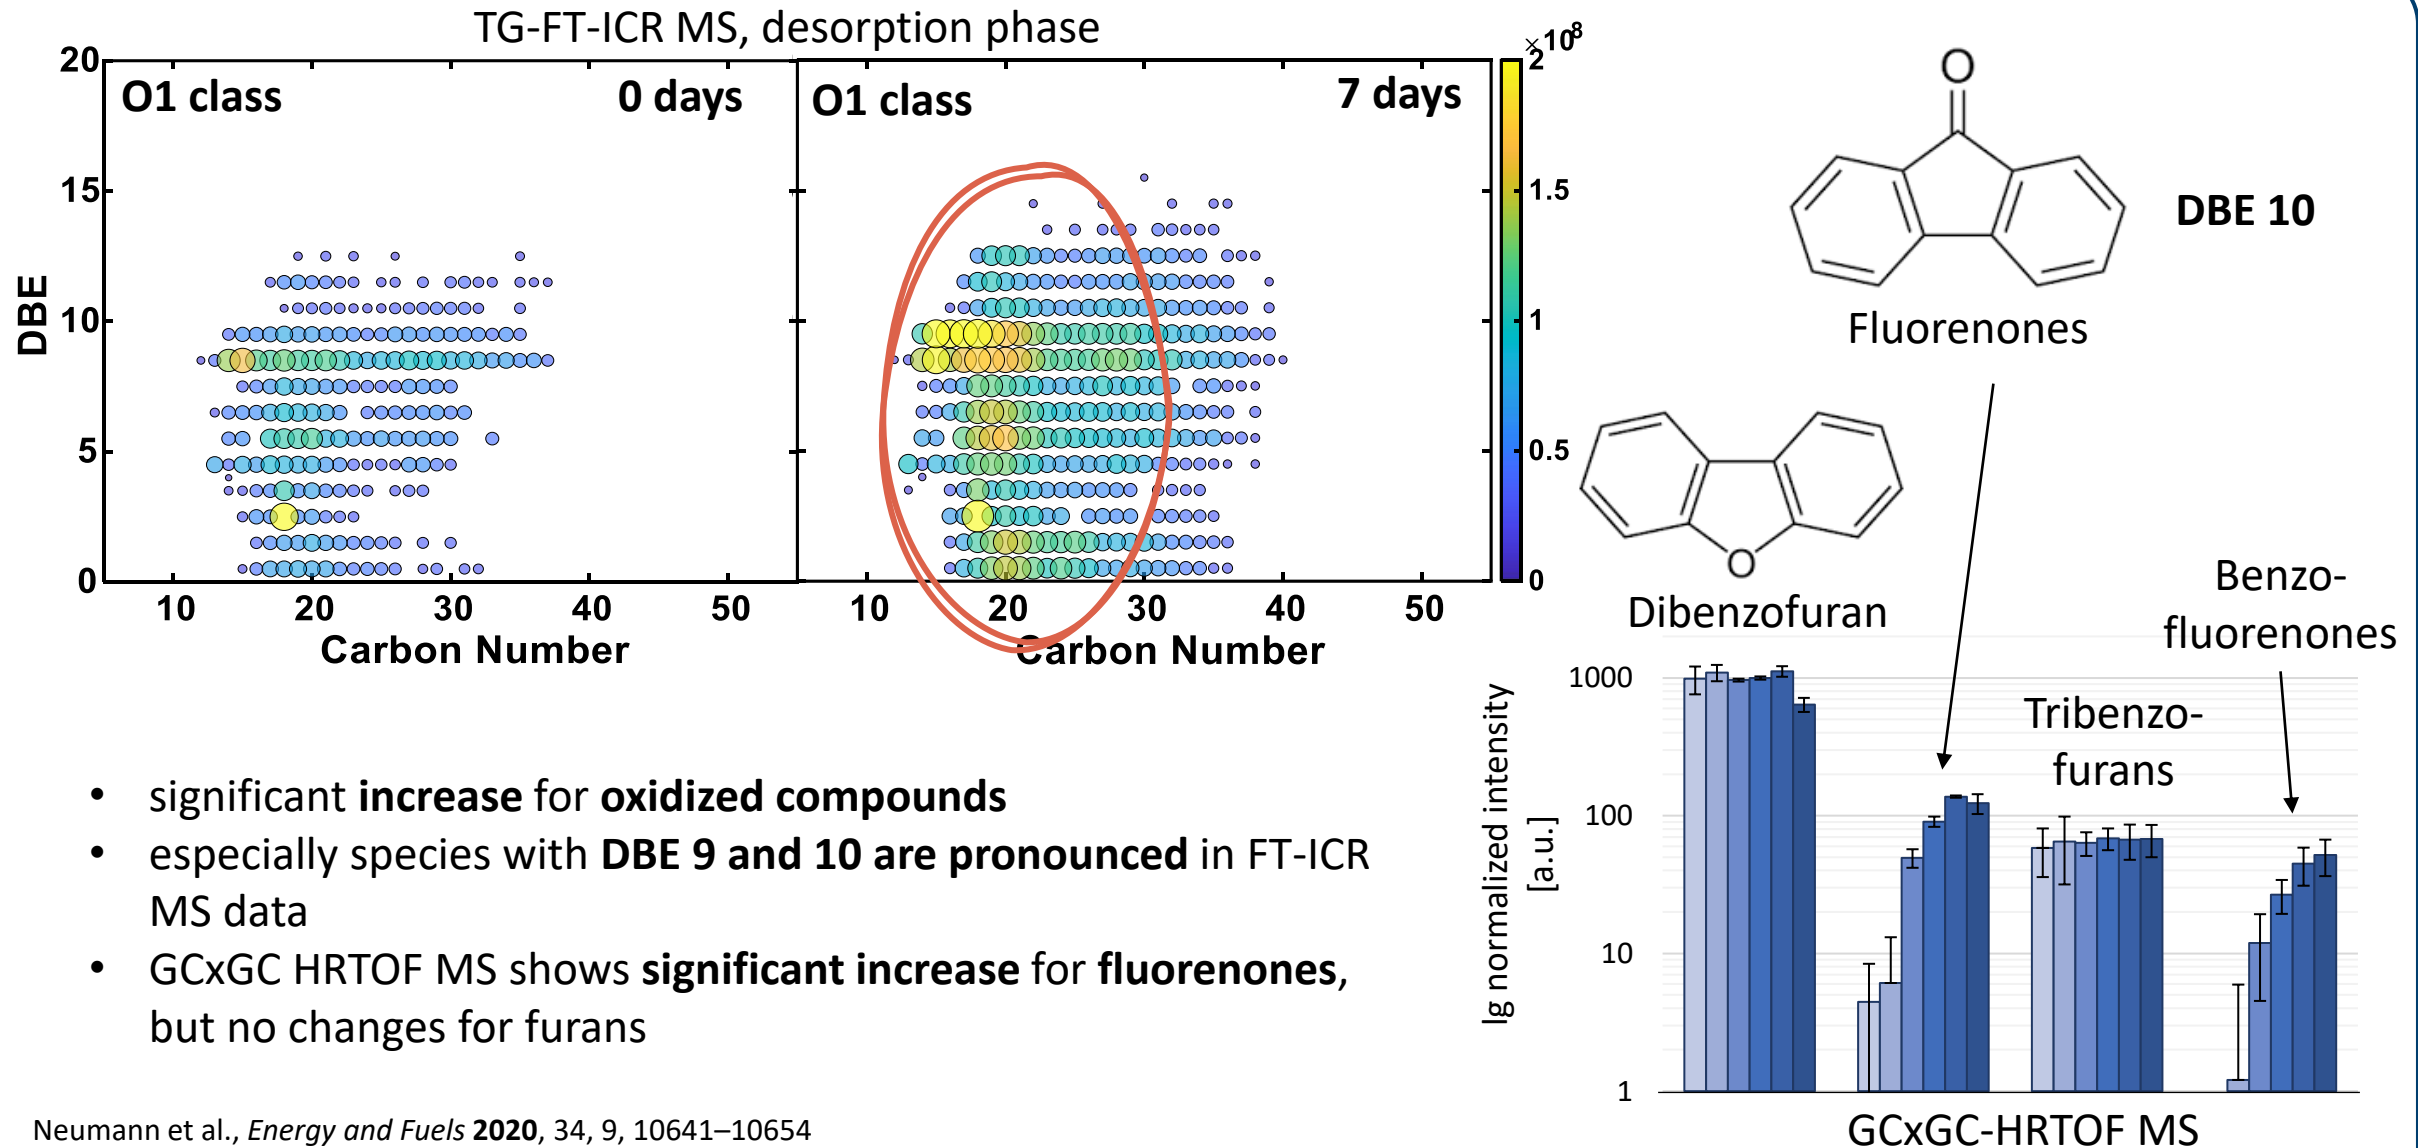 TG-FT-ICR MS, desorption phase
O1 class
0 days
O1 class
7 days
DBE
20
15
10
5
0
10 20 30 40 50
Carbon Number
10 20 30 40 50
Carbon Number
×10⁸
2
1.5
1
0.5
0
O
DBE 10
Fluorenones
O
Dibenzofuran
Benzo-
fluorenones
Tribenzo-
furans
lg normalized intensity
[a.u.]
1000
100
10
1
GCxGC-HRTOF MS
• significant increase for oxidized compounds
• especially species with DBE 9 and 10 are pronounced in FT-ICR
MS data
• GCxGC HRTOF MS shows significant increase for fluorenones,
but no changes for furans
Neumann et al., Energy and Fuels 2020, 34, 9, 10641–10654